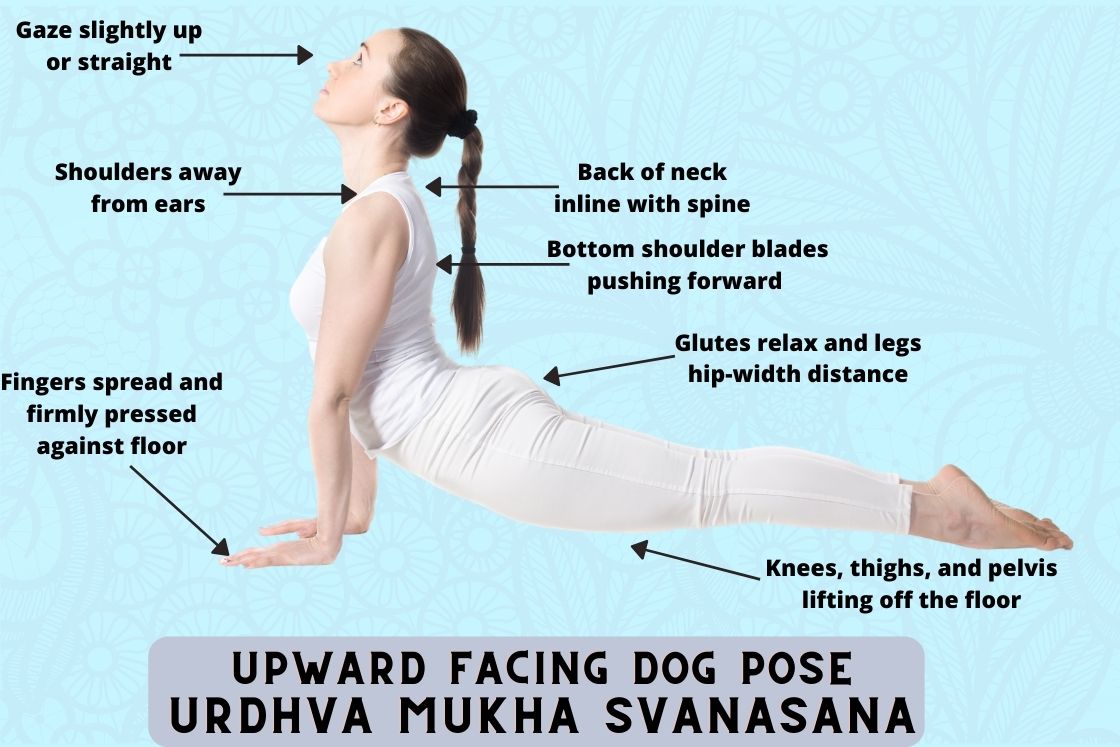 Gaze slightly up
or straight
Shoulders away
from ears
Back of neck
inline with spine
Bottom shoulder blades
pushing forward
Glutes relax and legs
hip-width distance
Fingers spread and
firmly pressed
against floor
Knees, thighs, and pelvis
lifting off the floor
UPWARD FACING DOG POSE
URDHVA MUKHA SVANASANA